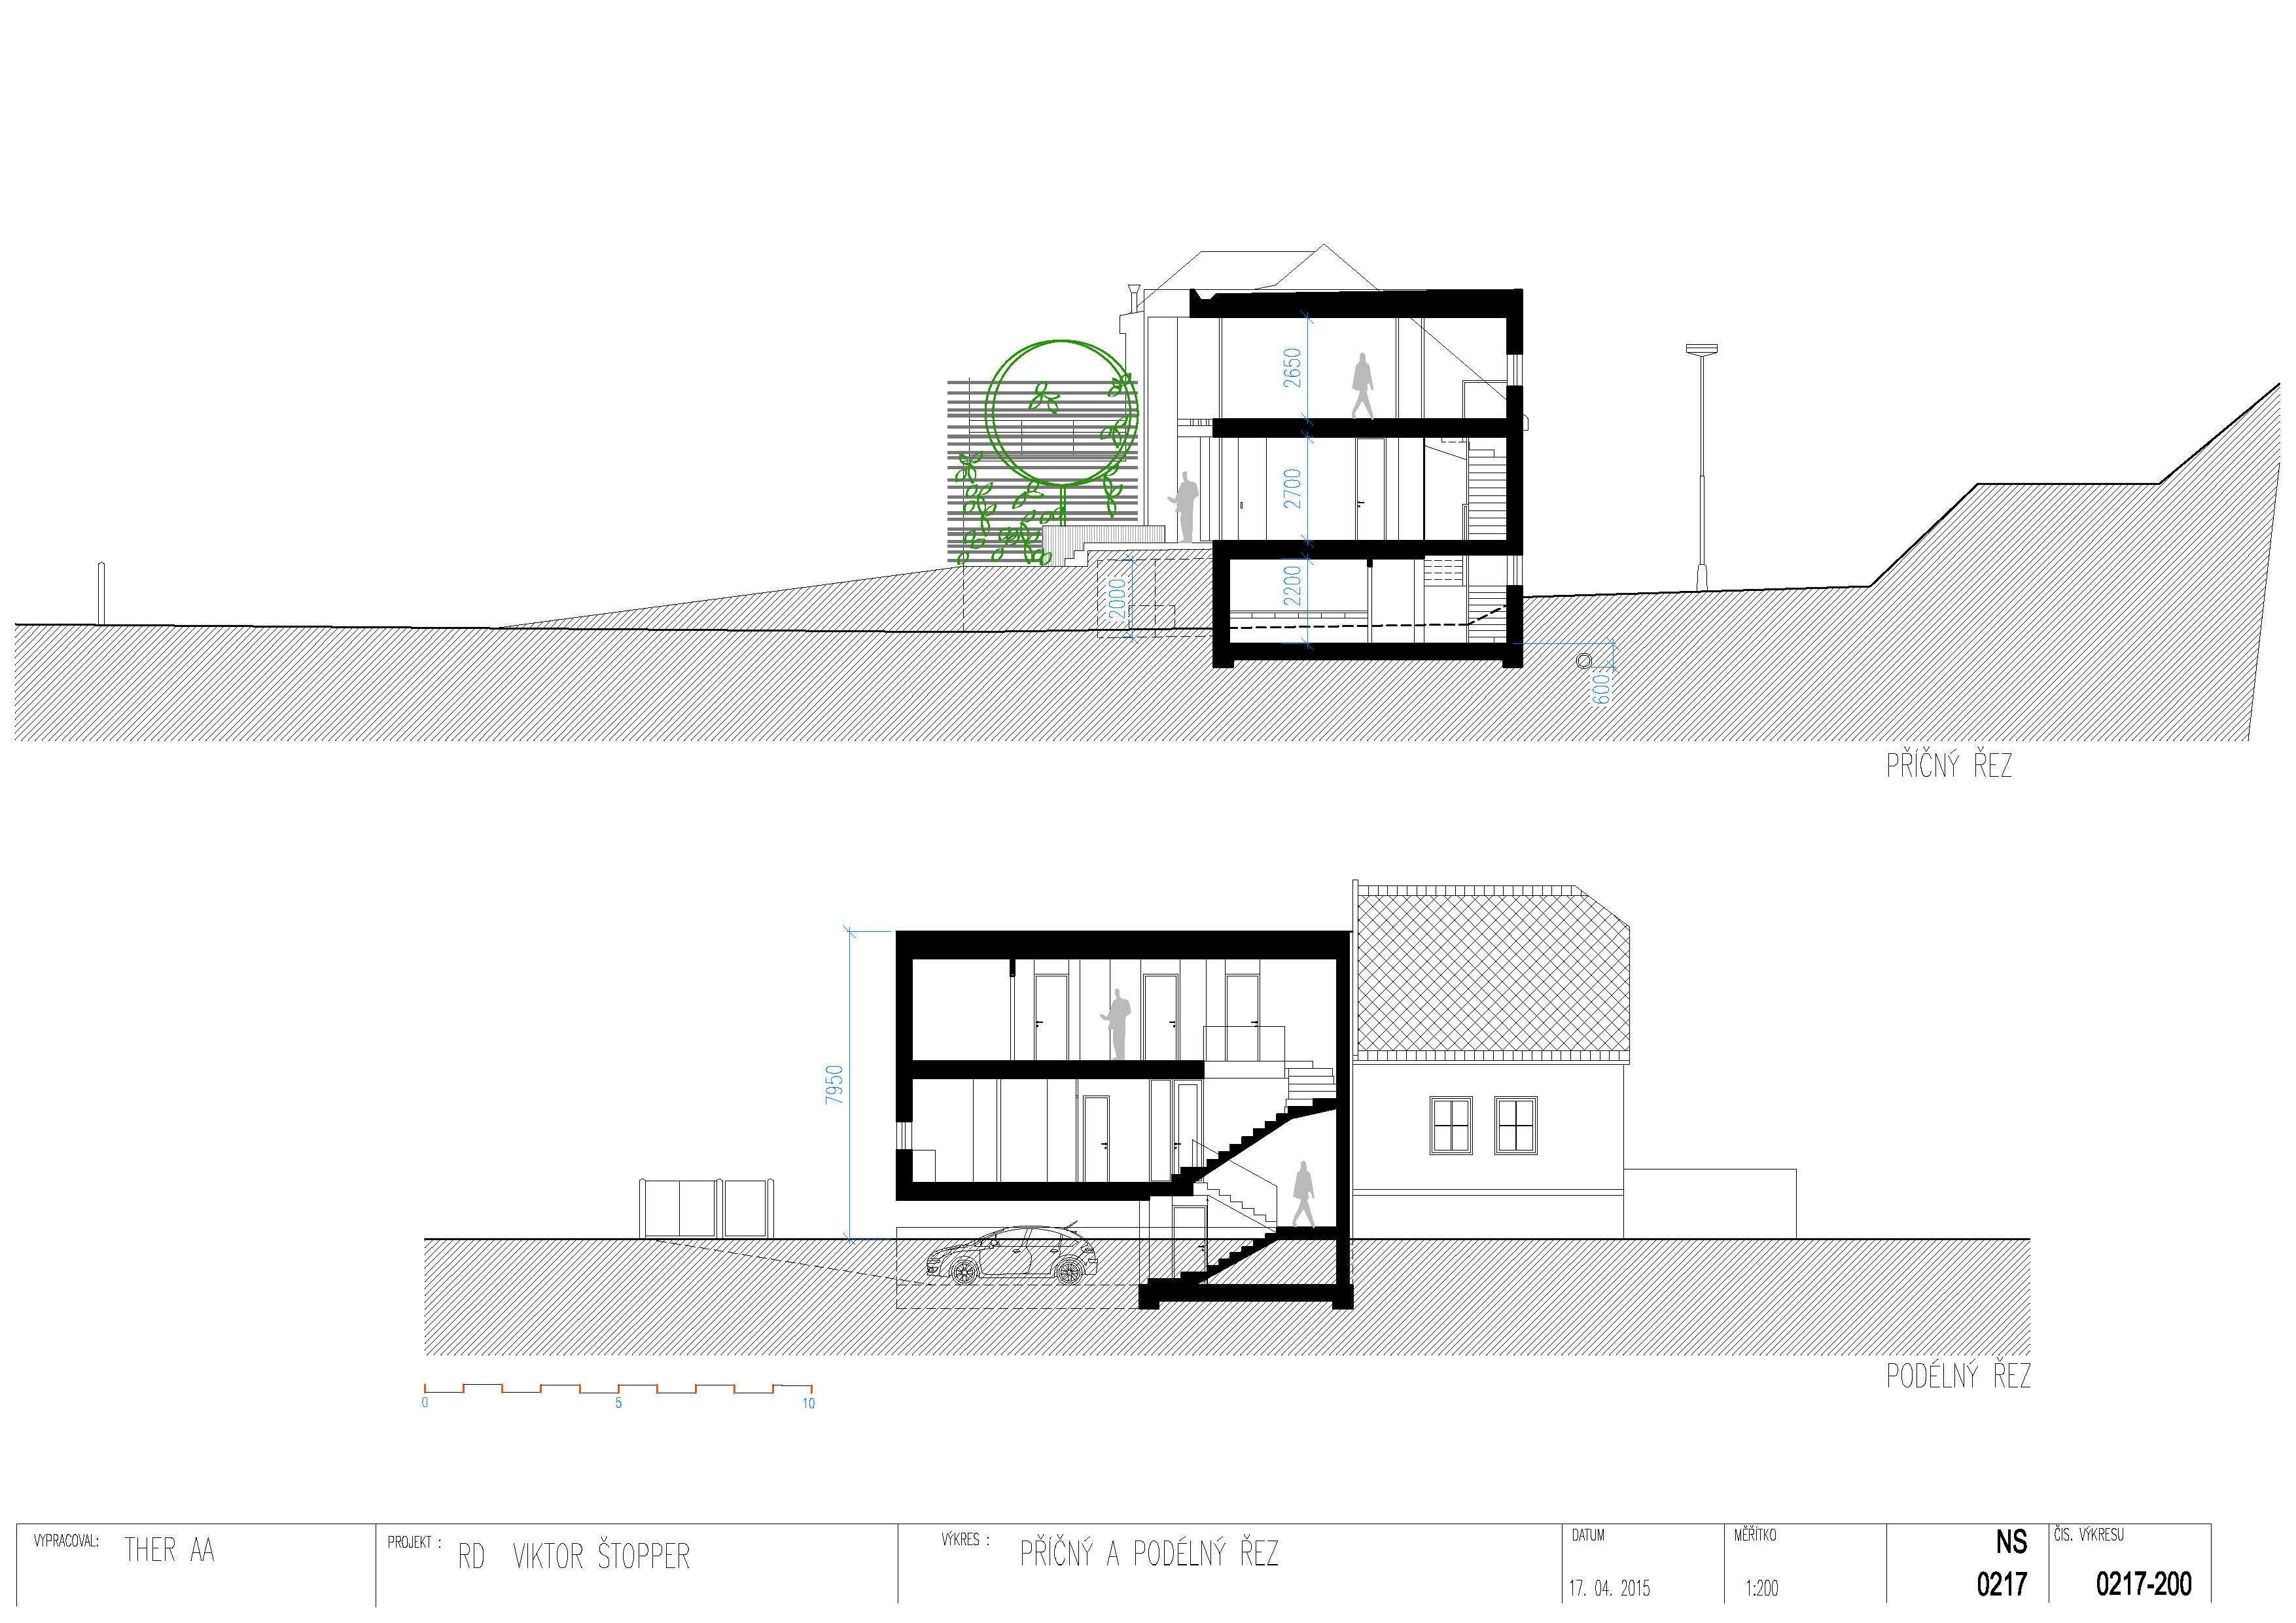 2650
2700
2200
2000
600
PŘÍČNÝ ŘEZ
7950
PODÉLNÝ ŘEZ
0 5 10
VYPRACOVAL: THER AA
PROJEKT : RD VIKTOR ŠTOPPER
VÝKRES : PŘÍČNÝ A PODÉLNÝ ŘEZ
DATUM
17. 04. 2015
MĚŘÍTKO
1:200
NS
0217
ČIS. VÝKRESU
0217-200